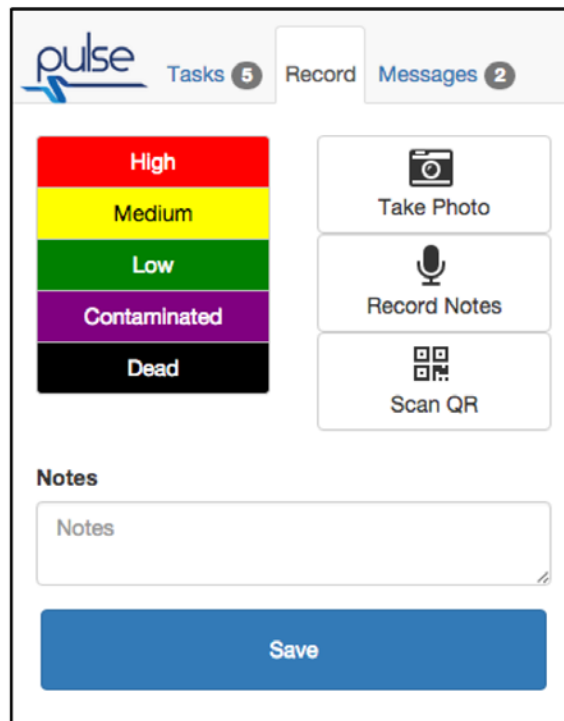 pulse
Tasks 5 Record Messages 2
High
Medium
Low
Contaminated
Dead
Take Photo
Record Notes
Scan QR
Notes
Notes
Save